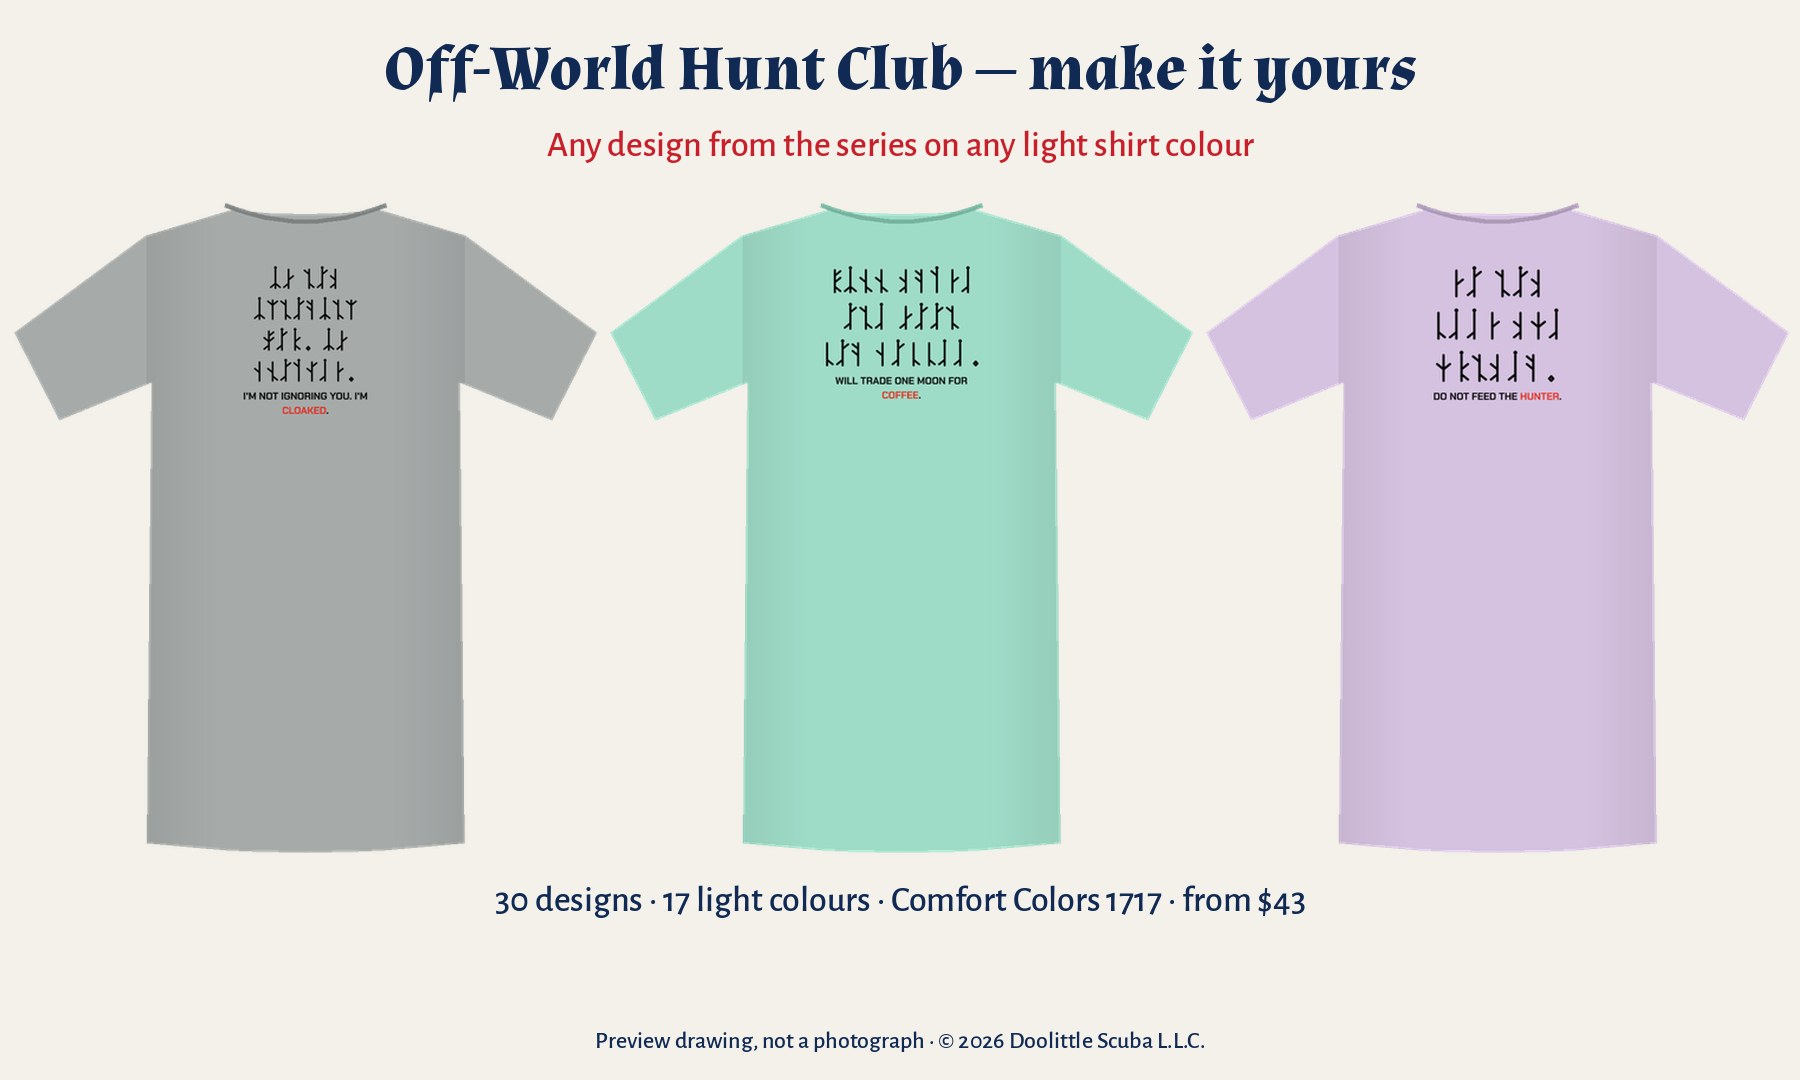 Off-World Hunt Club — make it yours
Any design from the series on any light shirt colour
I'M NOT IGNORING YOU. I'M
CLOAKED.
WILL TRADE ONE MOON FOR
COFFEE.
DO NOT FEED THE HUNTER.
30 designs · 17 light colours · Comfort Colors 1717 · from $43
Preview drawing, not a photograph · © 2026 Doolittle Scuba L.L.C.